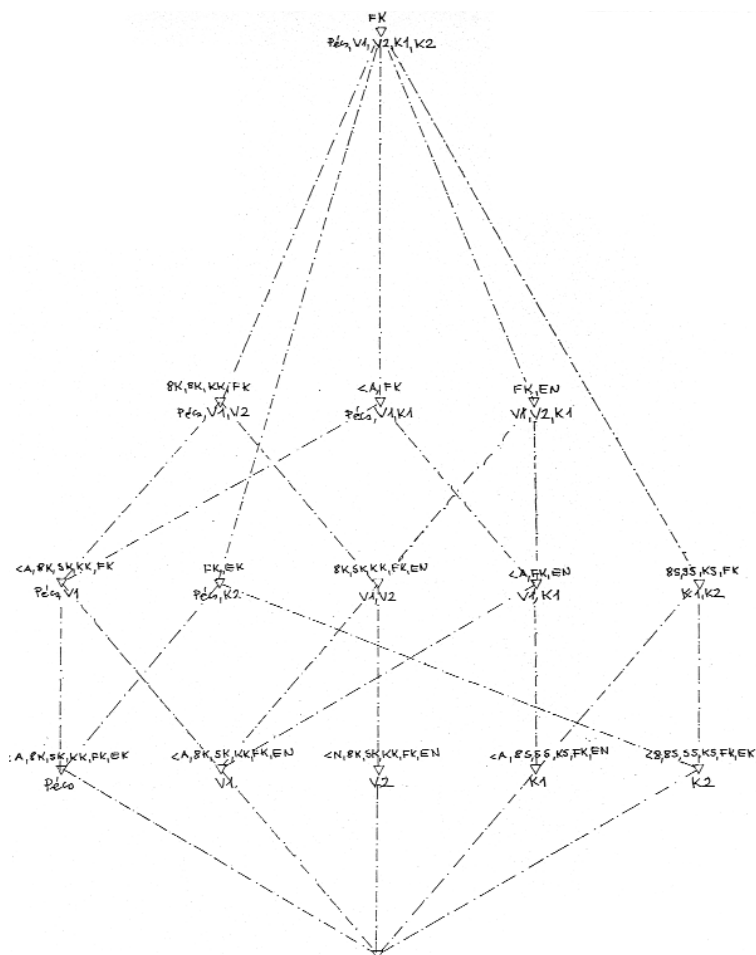 FK
Pécs, V1, V2, K1, K2
8K, SK, KK, FK
Pécs, V1, V2
<A, FK
Pécs, V1, K1
FK, EN
V1, V2, K1
<A, 8K, SK, KK, FK
Pécs, V1
FK, EK
Pécs, K2
8K, SK, KK, FK, EN
V1, V2
<A, FK, EN
V1, K1
8S, SS, KS, FK
K1, K2
<A, 8K, SK, KK, FK, EK
Pécs
<A, 8K, SK, KK, FK, EN
V1
<N, 8K, SK, KK, FK, EN
V2
<A, 8S, SS, KS, FK, EN
K1
8S, SS, KS, FK, EK
K2